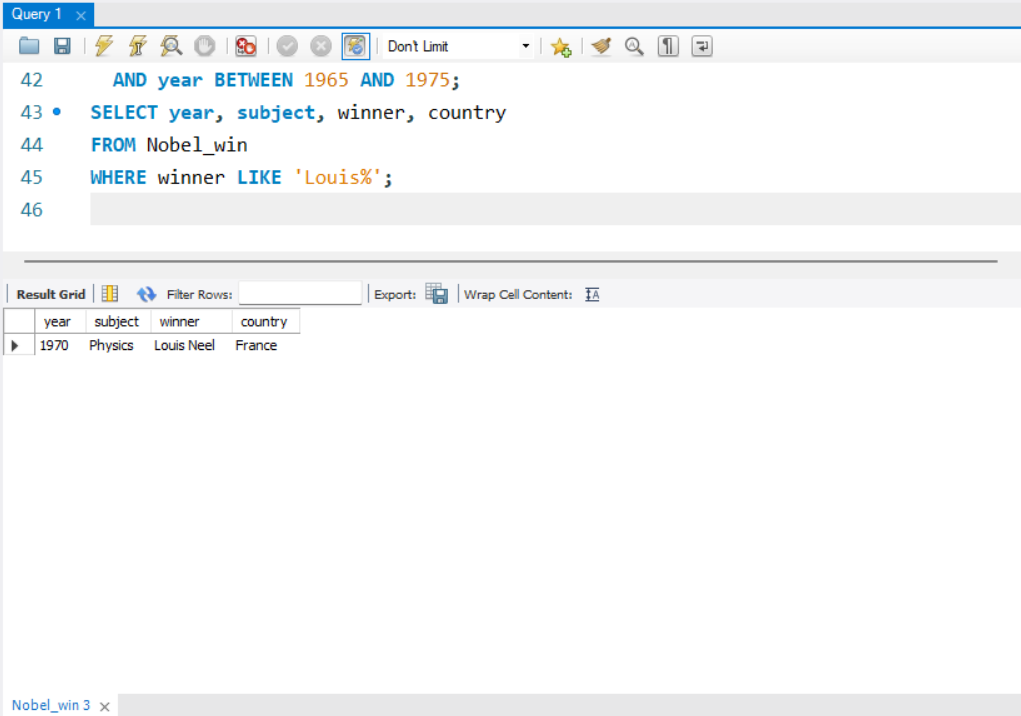 Query 1
Don't Limit
42 AND year BETWEEN 1965 AND 1975;
43 SELECT year, subject, winner, country
44 FROM Nobel_win
45 WHERE winner LIKE 'Louis%';
46
Result Grid Filter Rows: Export: Wrap Cell Content:
year subject winner country
1970 Physics Louis Neel France
Nobel_win 3